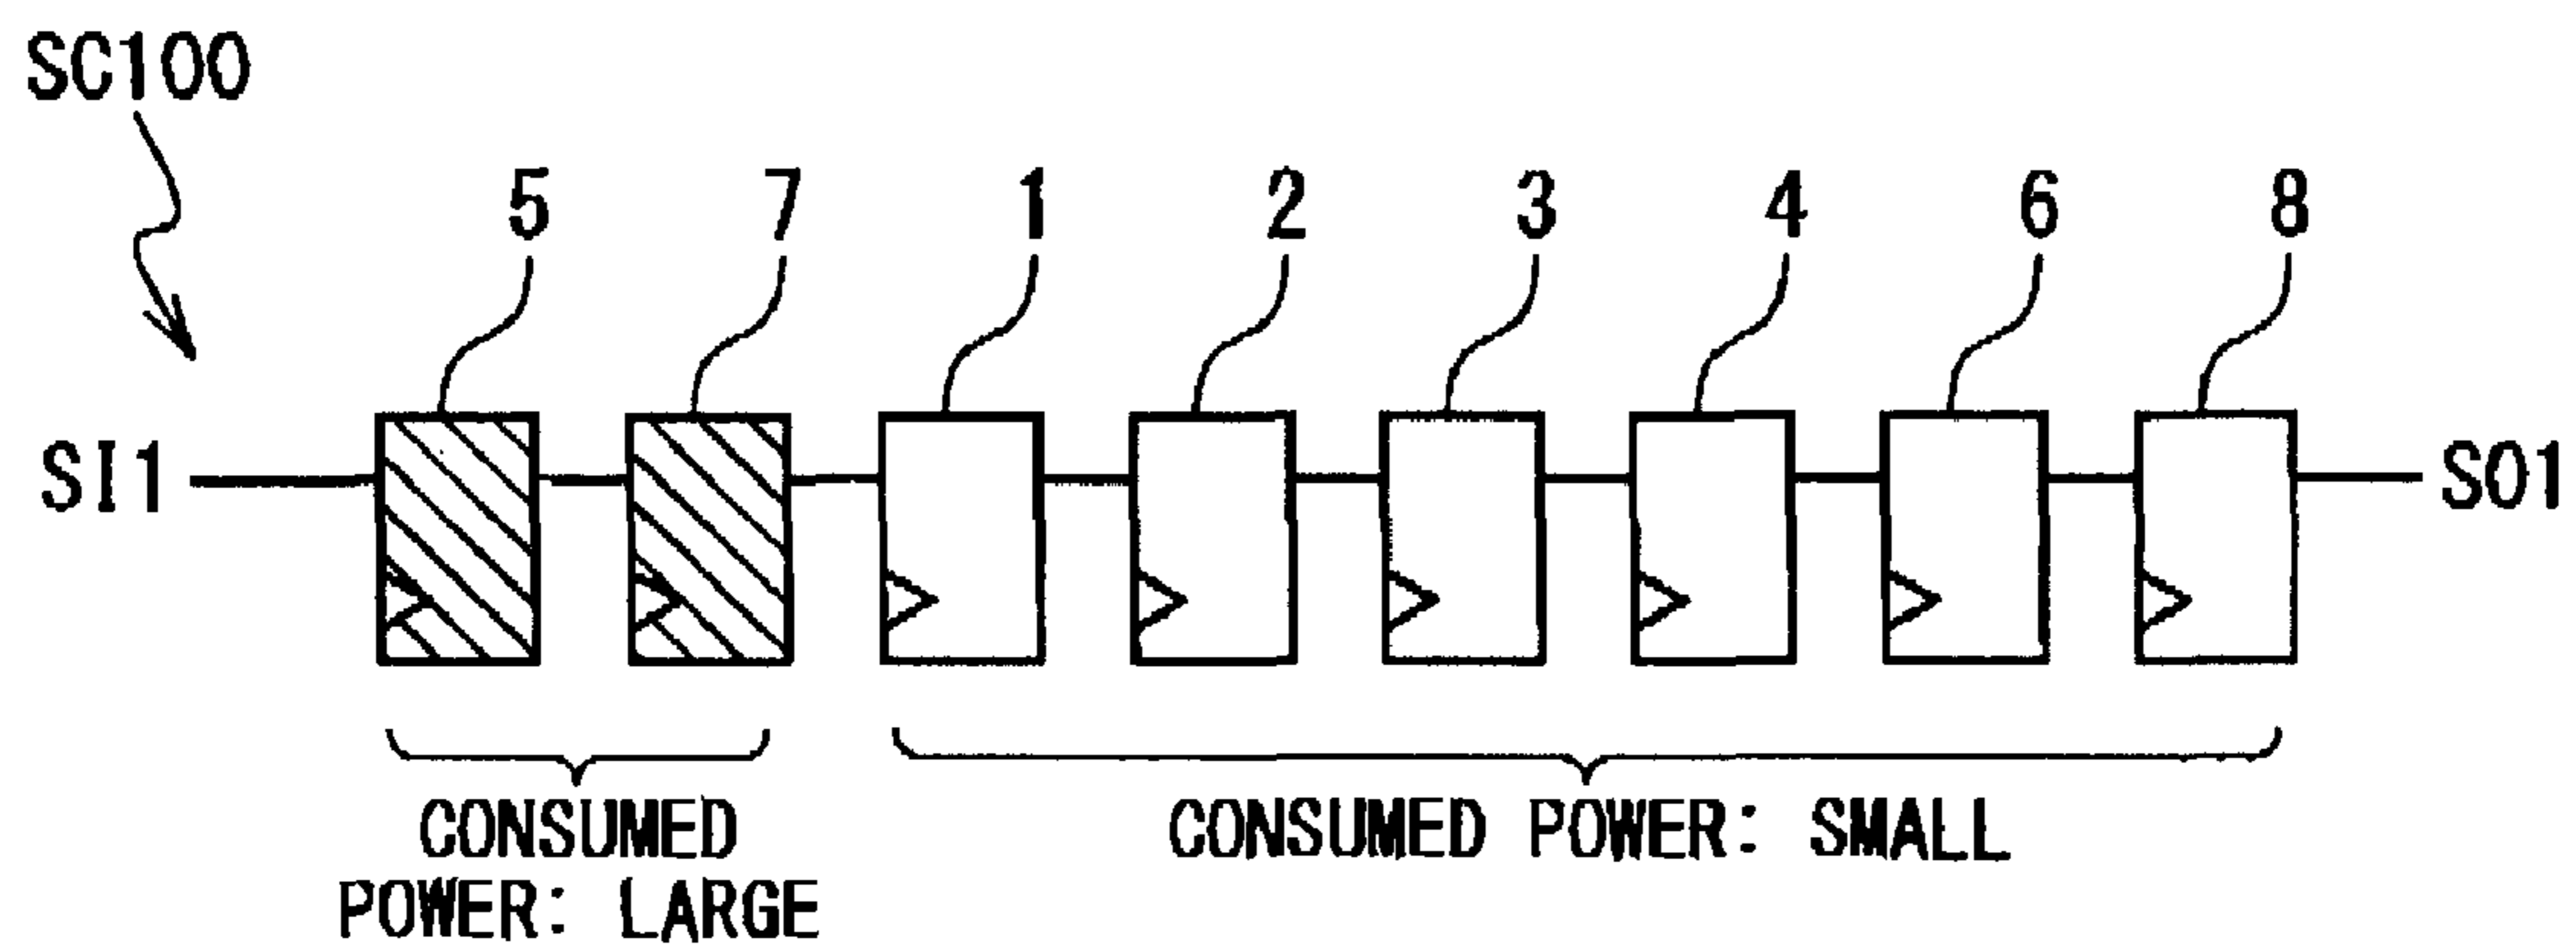 SC100
5 7 1 2 3 4 6 8
SI1 SO1
CONSUMED POWER: LARGE
CONSUMED POWER: SMALL